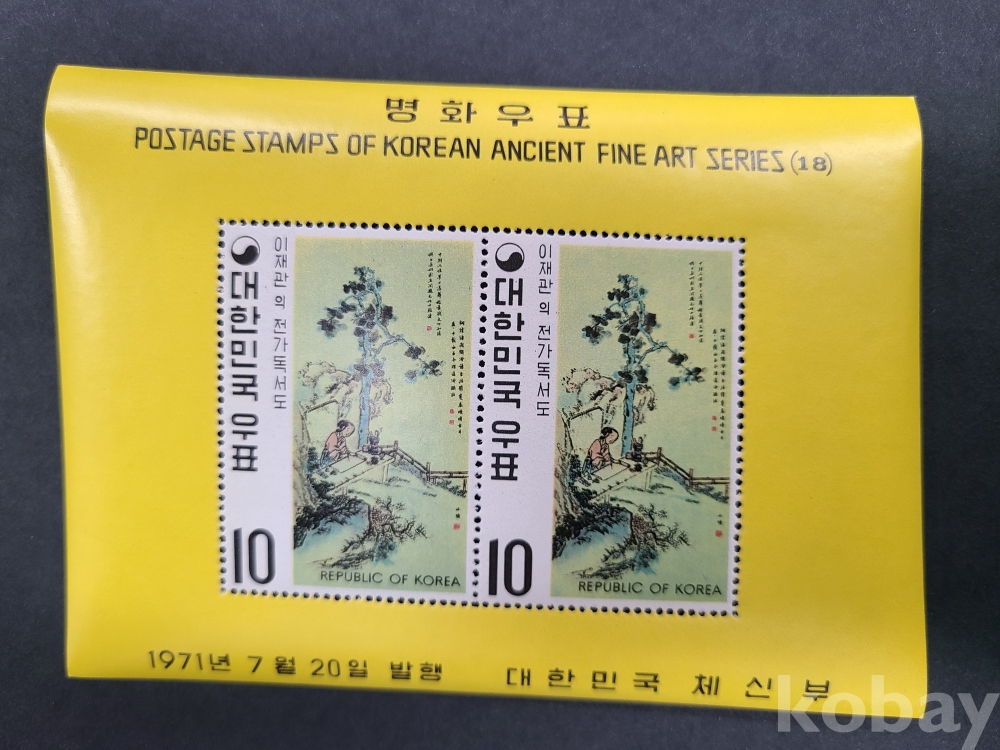 명화우표
POSTAGE STAMPS OF KOREAN ANCIENT FINE ART SERIES (18)
대한민국 우표
이재관의 전가독서도
10
REPUBLIC OF KOREA
대한민국 우표
이재관의 전가독서도
10
REPUBLIC OF KOREA
1971년 7월 20일 발행 대한민국 체신부
kobay